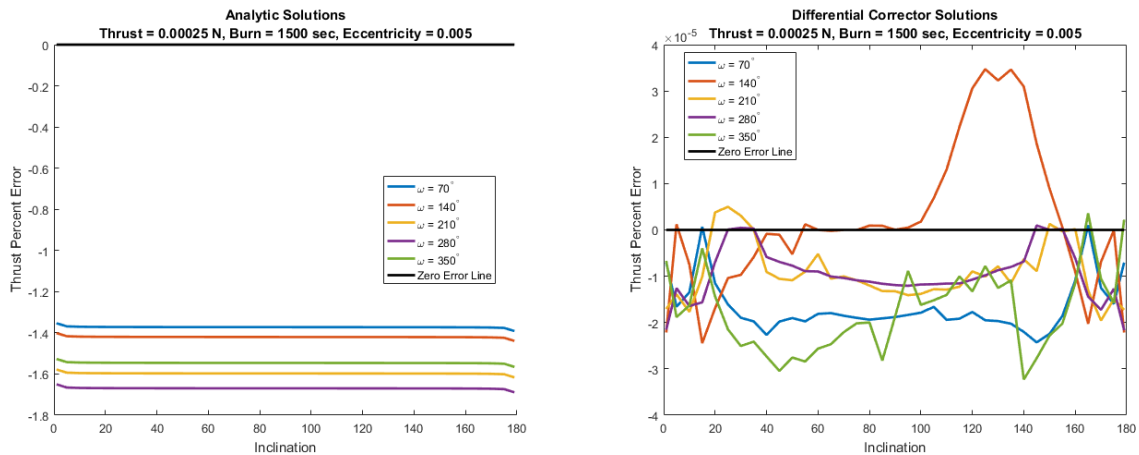 Analytic Solutions
Thrust = 0.00025 N, Burn = 1500 sec, Eccentricity = 0.005
Thrust Percent Error
0
-0.2
-0.4
-0.6
-0.8
-1
-1.2
-1.4
-1.6
-1.8
ω = 70°
ω = 140°
ω = 210°
ω = 280°
ω = 350°
Zero Error Line
0 20 40 60 80 100 120 140 160 180
Inclination
Differential Corrector Solutions
Thrust = 0.00025 N, Burn = 1500 sec, Eccentricity = 0.005
×10⁻⁵
Thrust Percent Error
4
3
2
1
0
-1
-2
-3
-4
ω = 70°
ω = 140°
ω = 210°
ω = 280°
ω = 350°
Zero Error Line
0 20 40 60 80 100 120 140 160 180
Inclination